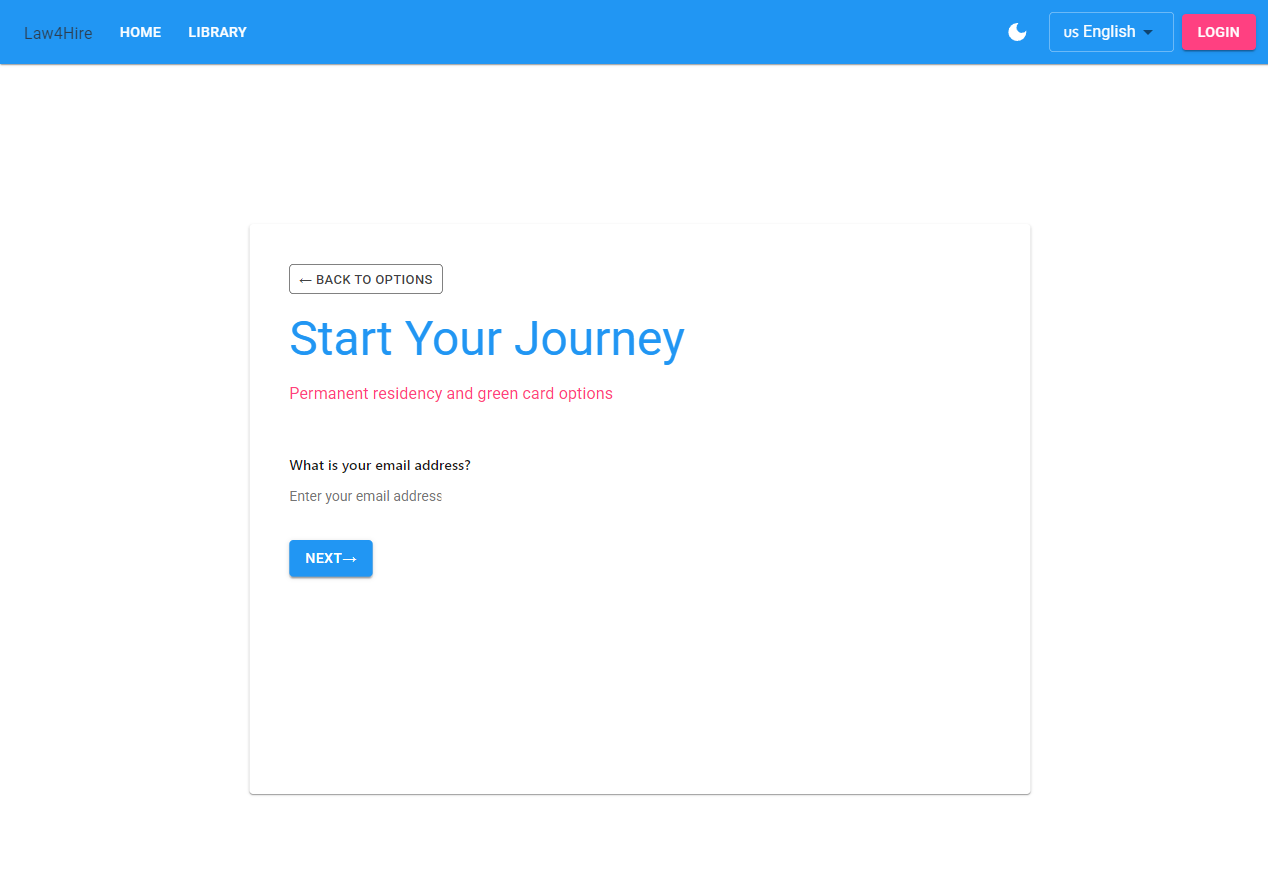 Law4Hire HOME LIBRARY US English LOGIN
← BACK TO OPTIONS
Start Your Journey
Permanent residency and green card options
What is your email address?
Enter your email address
NEXT→